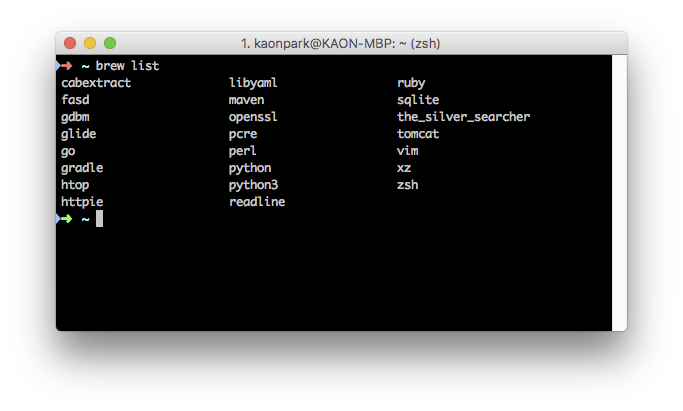 1. kaonpark@KAON-MBP: ~ (zsh)
➜ ~ brew list
cabextract libyaml ruby
fasd maven sqlite
gdbm openssl the_silver_searcher
glide pcre tomcat
go perl vim
gradle python xz
htop python3 zsh
httpie readline
➜ ~